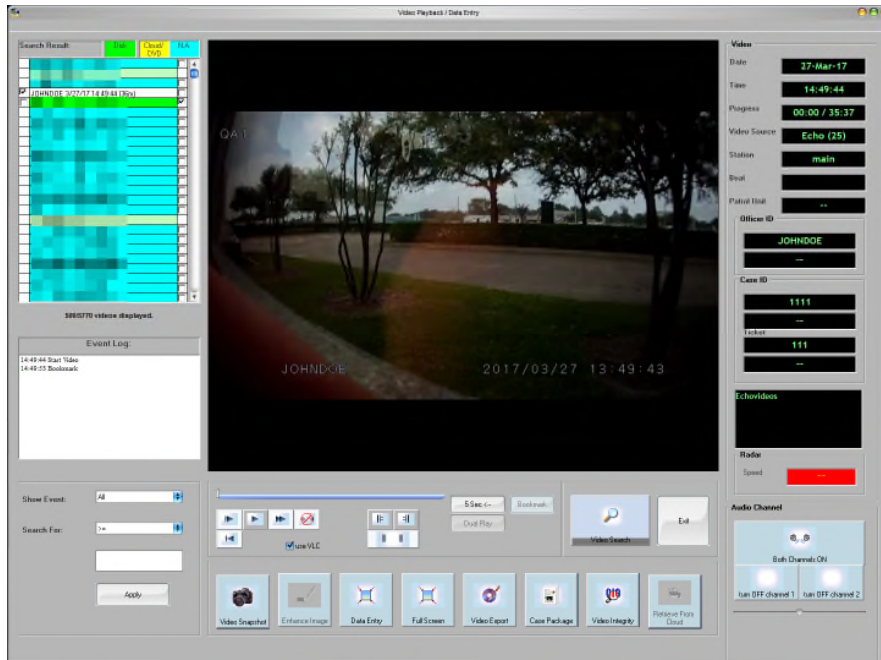 Video Playback / Data Entry
Search Result:
Disk
Cloud/
DVD
N.A.
JOHNDOE 3/27/17 14:49:44 (36s)
videos displayed.
Event Log:
14:49:44 Start Video
14:49:53 Bookmark
Show Event:
All
Search For:
>=
Apply
QA1
JOHNDOE
2017/03/27 13:49:43
use VLC
5 Sec <-
Bookmark
Dual Play
Video Search
Exit
Video Snapshot
Enhance Image
Data Entry
Full Screen
Video Export
Case Package
Video Integrity
Retrieve From
Cloud
Video
Date
27-Mar-17
Time
14:49:44
Progress
00:00 / 35:37
Video Source
Echo (25)
Station
main
Beat
Patrol Unit
--
Officer ID
JOHNDOE
--
Case ID
1111
--
Ticket
111
--
Echovideos
Radar
Speed
--
Audio Channel
Both Channels ON
turn OFF channel 1
turn OFF channel 2